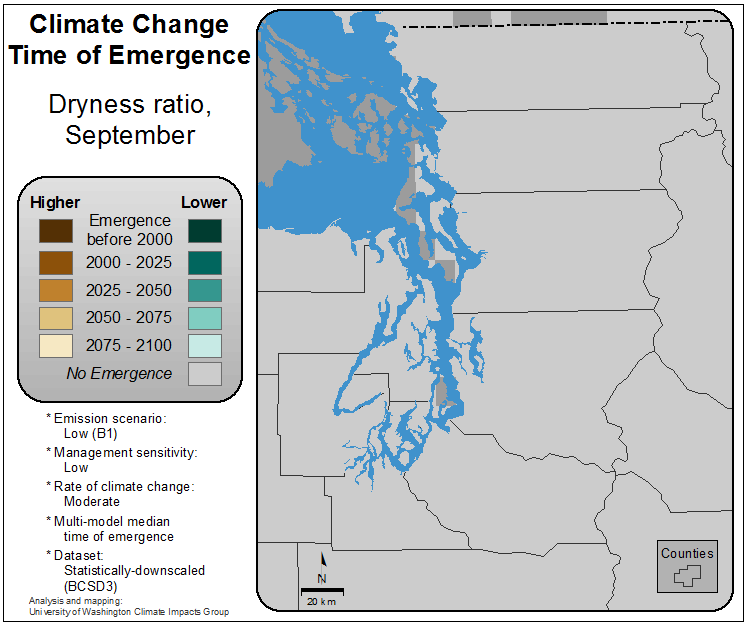 Climate Change
Time of Emergence
Dryness ratio,
September
Higher Lower
Emergence
before 2000
2000 - 2025
2025 - 2050
2050 - 2075
2075 - 2100
No Emergence
* Emission scenario:
Low (B1)
* Management sensitivity:
Low
* Rate of climate change:
Moderate
* Multi-model median
time of emergence
* Dataset:
Statistically-downscaled
(BCSD3)
Analysis and mapping:
University of Washington Climate Impacts Group
N
20 km
Counties